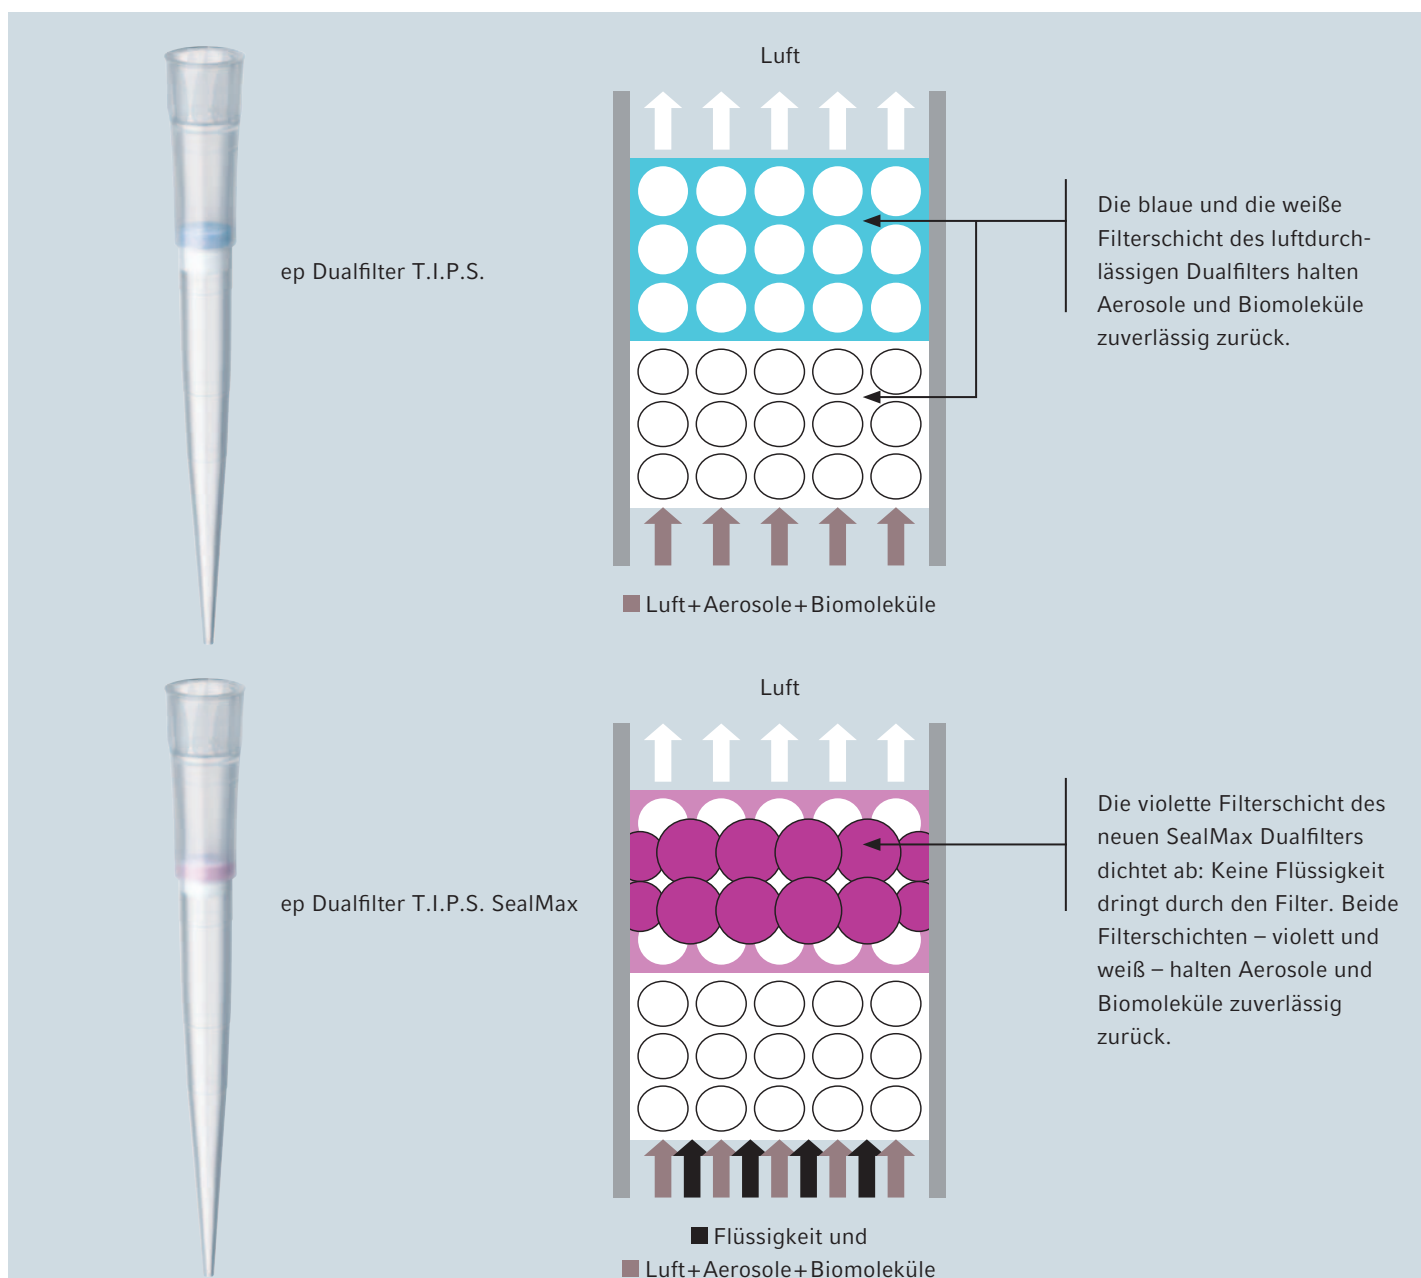 Luft
ep Dualfilter T.I.P.S.
Die blaue und die weiße
Filterschicht des luftdurch-
lässigen Dualfilters halten
Aerosole und Biomoleküle
zuverlässig zurück.
Luft+Aerosole+Biomoleküle
Luft
ep Dualfilter T.I.P.S. SealMax
Die violette Filterschicht des
neuen SealMax Dualfilters
dichtet ab: Keine Flüssigkeit
dringt durch den Filter. Beide
Filterschichten – violett und
weiß – halten Aerosole und
Biomoleküle zuverlässig
zurück.
Flüssigkeit und
Luft+Aerosole+Biomoleküle